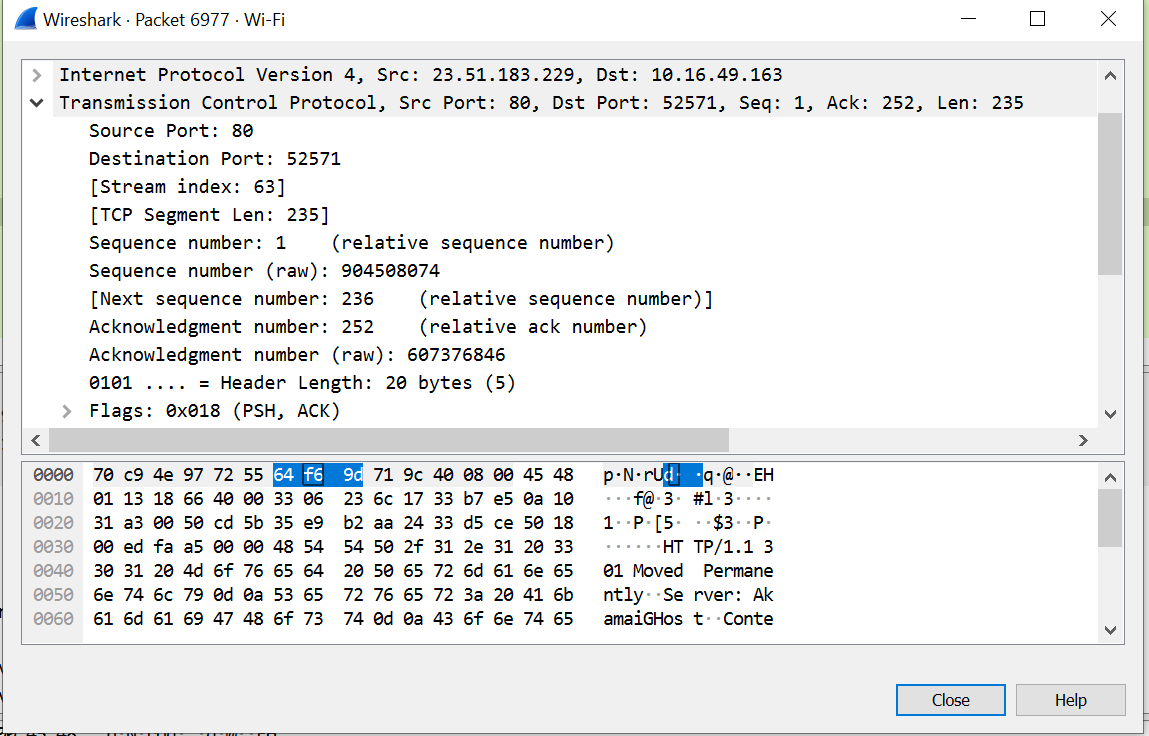 Wireshark · Packet 6977 · Wi-Fi
Internet Protocol Version 4, Src: 23.51.183.229, Dst: 10.16.49.163
Transmission Control Protocol, Src Port: 80, Dst Port: 52571, Seq: 1, Ack: 252, Len: 235
Source Port: 80
Destination Port: 52571
[Stream index: 63]
[TCP Segment Len: 235]
Sequence number: 1    (relative sequence number)
Sequence number (raw): 904508074
[Next sequence number: 236    (relative sequence number)]
Acknowledgment number: 252    (relative ack number)
Acknowledgment number (raw): 607376846
0101 .... = Header Length: 20 bytes (5)
Flags: 0x018 (PSH, ACK)
0000  70 c9 4e 97 72 55 64 f6  9d 71 9c 40 08 00 45 48   p·N·rUd· ·q·@··EH
0010  01 13 18 66 40 00 33 06  23 6c 17 33 b7 e5 0a 10   ···f@·3· #l·3····
0020  31 a3 00 50 cd 5b 35 e9  b2 aa 24 33 d5 ce 50 18   1··P·[5· ··$3··P·
0030  00 ed fa a5 00 00 48 54  54 50 2f 31 2e 31 20 33   ······HT TP/1.1 3
0040  30 31 20 4d 6f 76 65 64  20 50 65 72 6d 61 6e 65   01 Moved  Permane
0050  6e 74 6c 79 0d 0a 53 65  72 76 65 72 3a 20 41 6b   ntly··Se rver: Ak
0060  61 6d 61 69 47 48 6f 73  74 0d 0a 43 6f 6e 74 65   amaiGHos t··Conte
Close Help